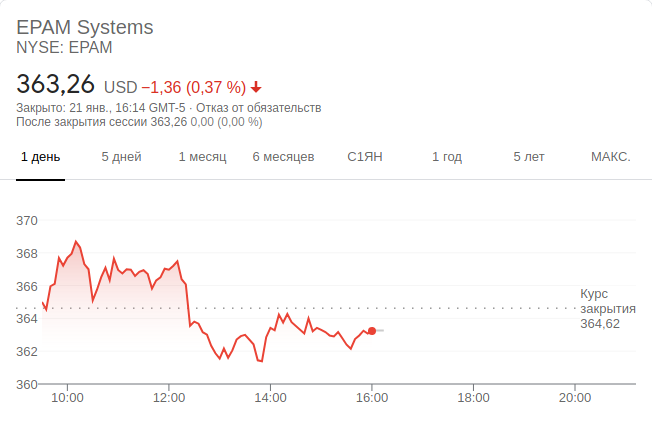 EPAM Systems
NYSE: EPAM
363,26 USD −1,36 (0,37 %)
Закрыто: 21 янв., 16:14 GMT-5 · Отказ от обязательств
После закрытия сессии 363,26 0,00 (0,00 %)
1 день 5 дней 1 месяц 6 месяцев С1ЯН 1 год 5 лет МАКС.
370
368
366
364
362
360
Курс
закрытия
364,62
10:00 12:00 14:00 16:00 18:00 20:00